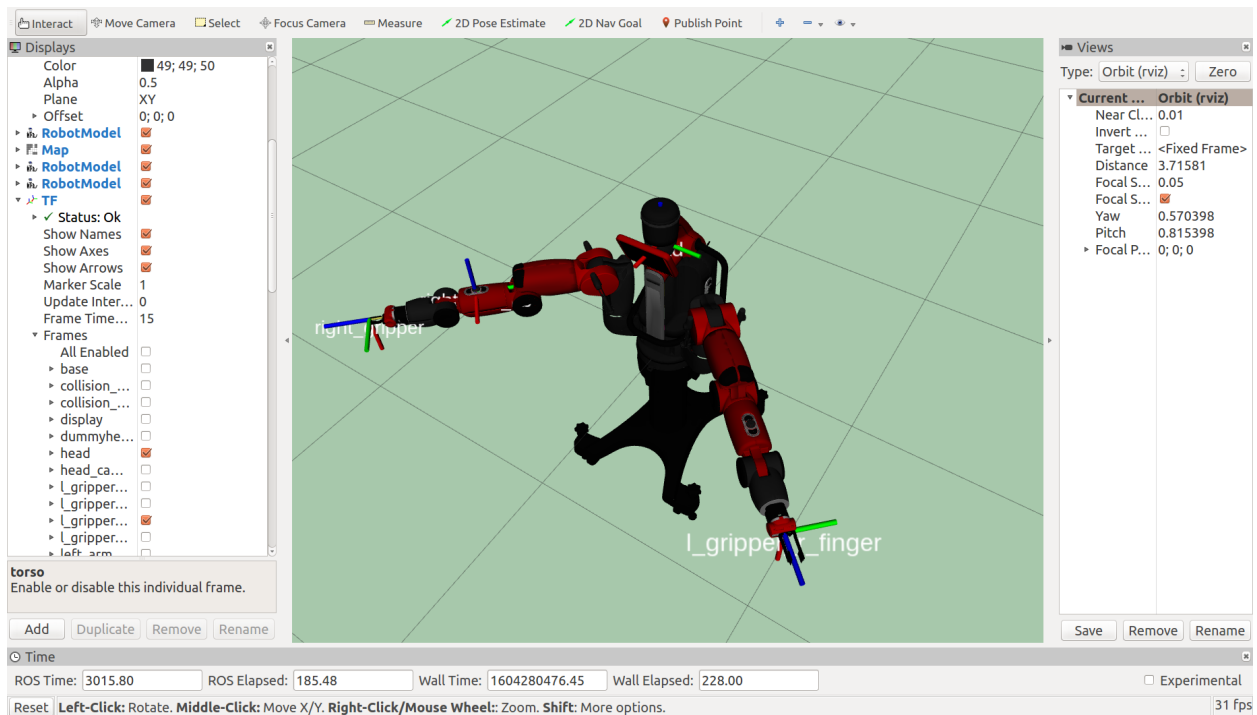 Interact Move Camera Select Focus Camera Measure 2D Pose Estimate 2D Nav Goal Publish Point
Displays
Color 49; 49; 50
Alpha 0.5
Plane XY
Offset 0; 0; 0
RobotModel
Map
RobotModel
RobotModel
TF
Status: Ok
Show Names
Show Axes
Show Arrows
Marker Scale 1
Update Inter... 0
Frame Time... 15
Frames
All Enabled
base
collision_...
collision_...
display
dummyhe...
head
head_ca...
l_gripper...
l_gripper...
l_gripper...
l_gripper...
left_arm
torso
Enable or disable this individual frame.
Add Duplicate Remove Rename
right_gripper
l_gripper_r_finger
Views
Type: Orbit (rviz) Zero
Current ... Orbit (rviz)
Near Cl... 0.01
Invert ...
Target ... <Fixed Frame>
Distance 3.71581
Focal S... 0.05
Focal S...
Yaw 0.570398
Pitch 0.815398
Focal P... 0; 0; 0
Save Remove Rename
Time
ROS Time: 3015.80 ROS Elapsed: 185.48 Wall Time: 1604280476.45 Wall Elapsed: 228.00 Experimental
Reset Left-Click: Rotate. Middle-Click: Move X/Y. Right-Click/Mouse Wheel:: Zoom. Shift: More options. 31 fps